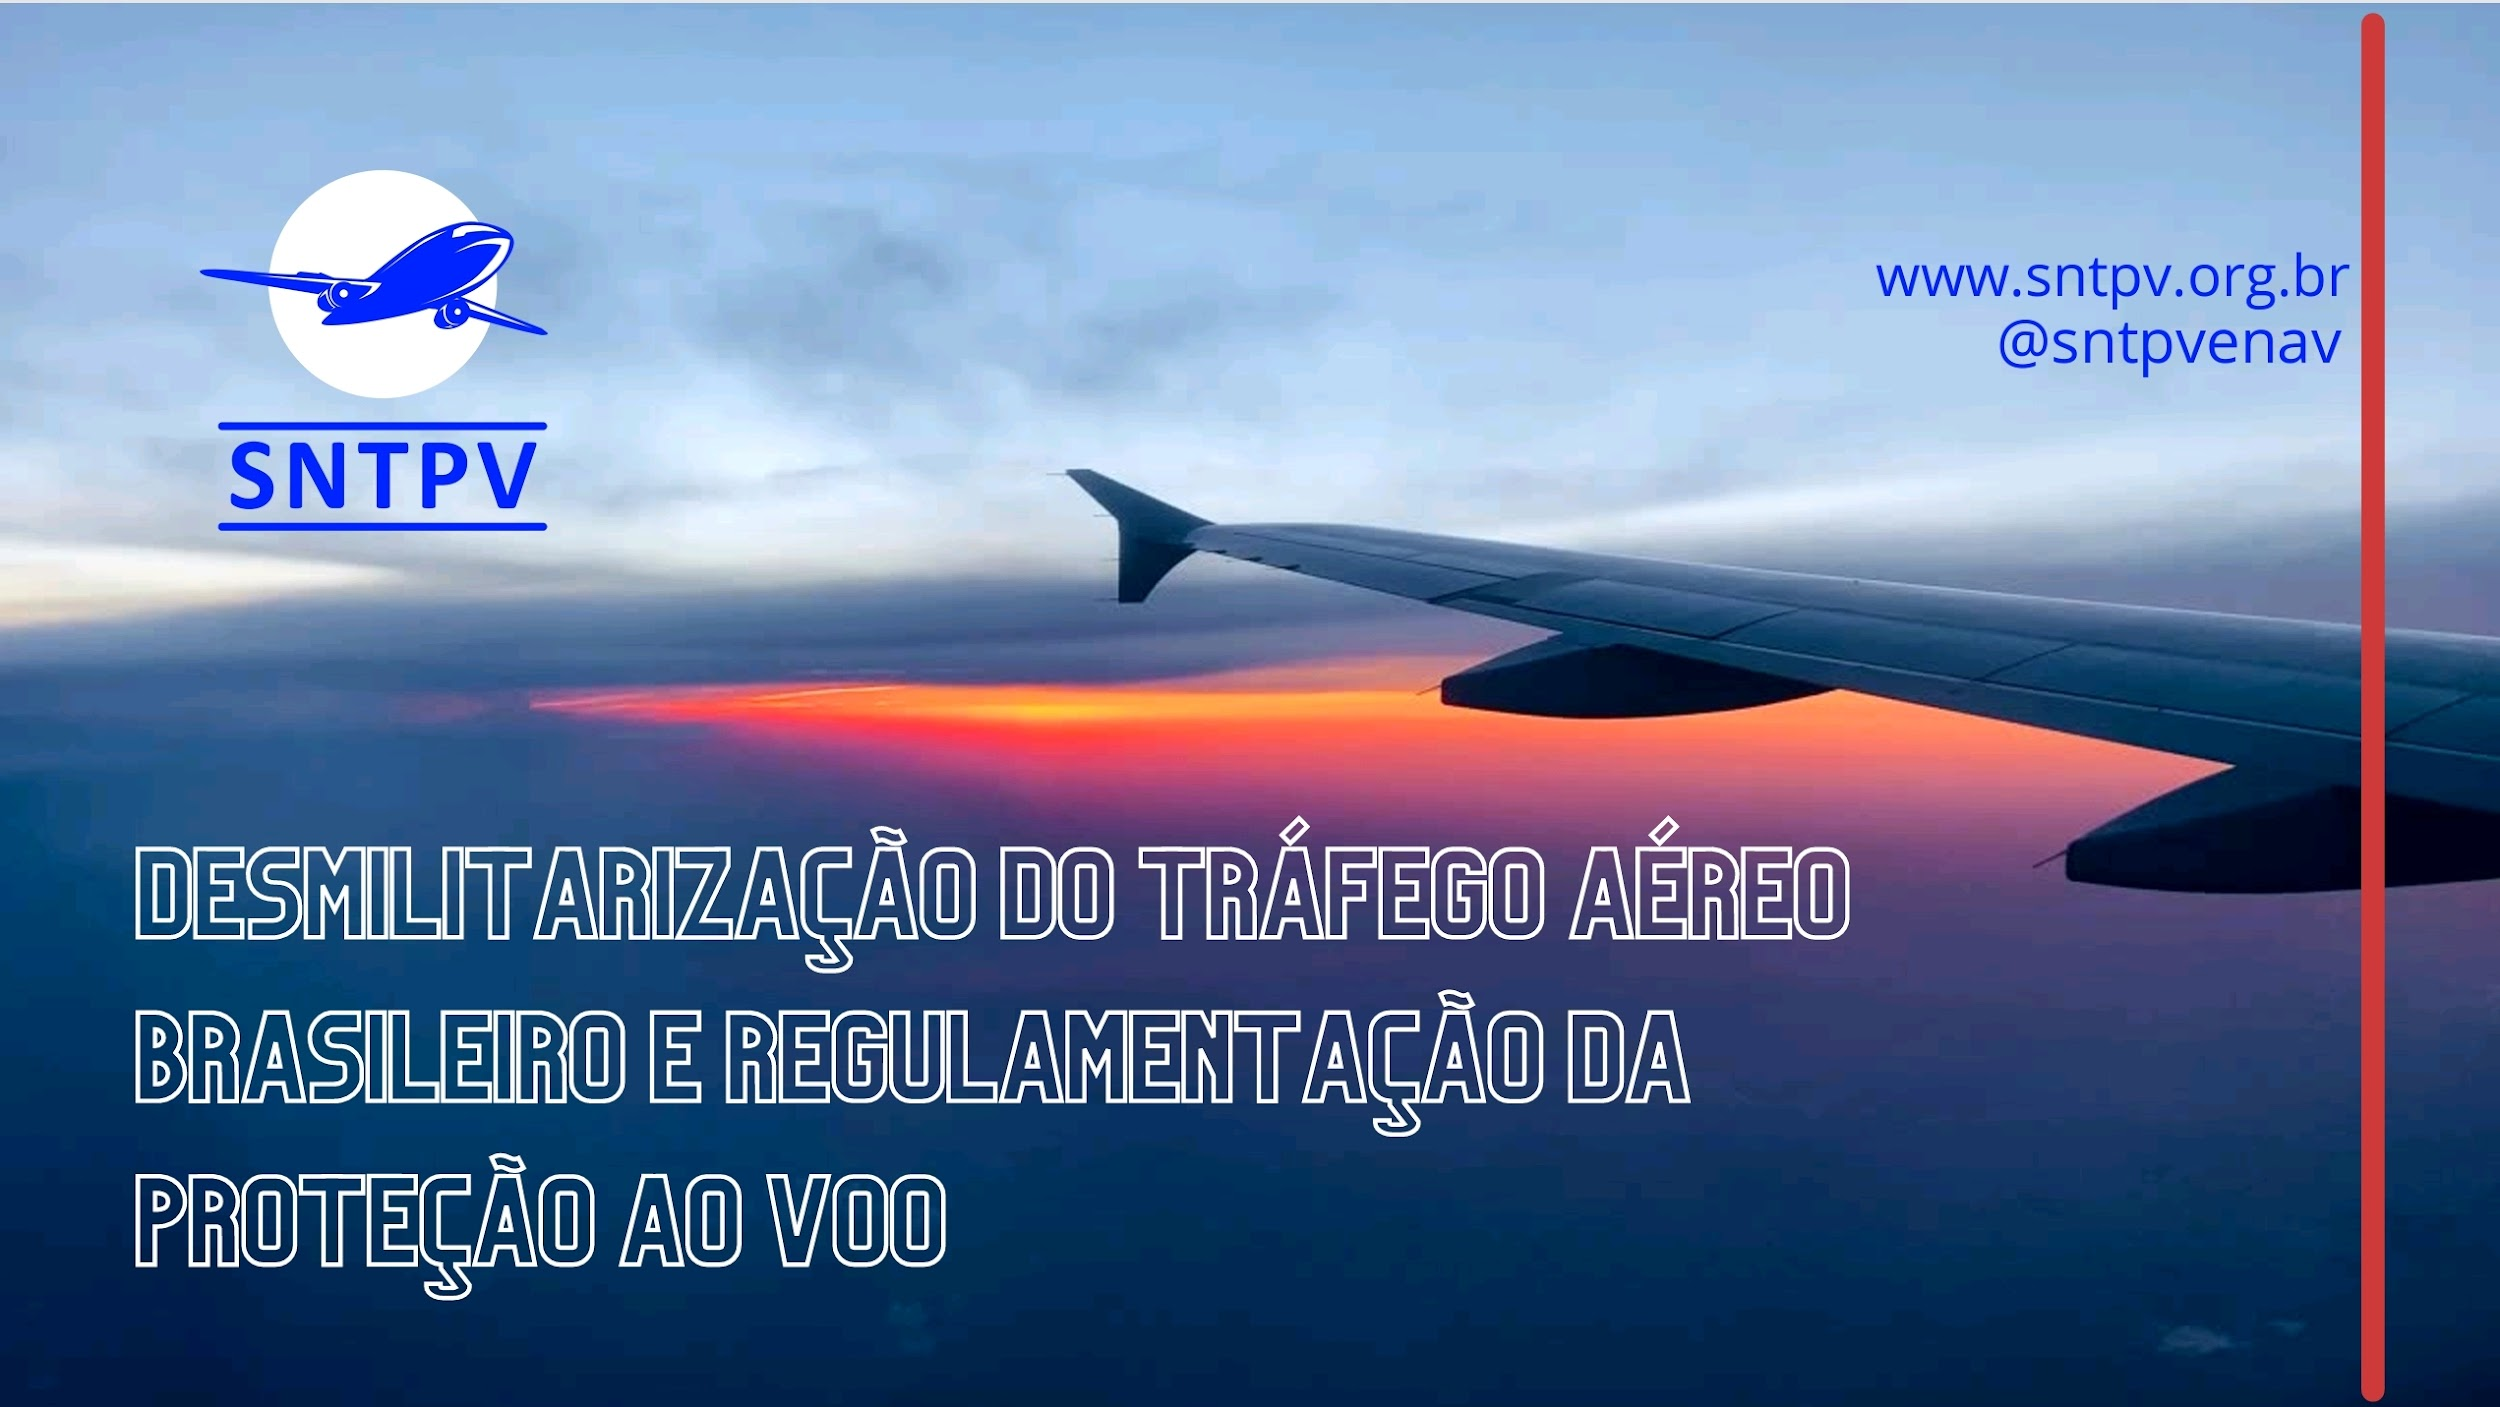 SNTPV
www.sntpv.org.br
@sntpvenav
DESMILITARIZAÇÃO DO TRÁFEGO AÉREO
BRASILEIRO E REGULAMENTAÇÃO DA
PROTEÇÃO AO VOO